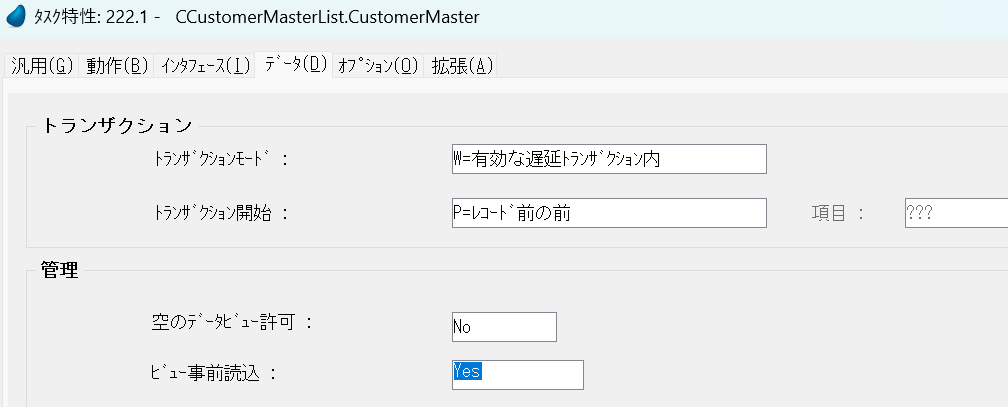 ﾀｽｸ特性: 222.1 - CCustomerMasterList.CustomerMaster
汎用(G) 動作(B) ｲﾝﾀﾌｪｰｽ(I) ﾃﾞｰﾀ(D) ｵﾌﾟｼｮﾝ(O) 拡張(A)
トランザクション
ﾄﾗﾝｻﾞｸｼｮﾝﾓｰﾄﾞ : W=有効な遅延ﾄﾗﾝｻﾞｸｼｮﾝ内
ﾄﾗﾝｻﾞｸｼｮﾝ開始 : P=ﾚｺｰﾄﾞ前の前 項目 : ???
管理
空のﾃﾞｰﾀﾋﾞｭｰ許可 : No
ﾋﾞｭｰ事前読込 : Yes